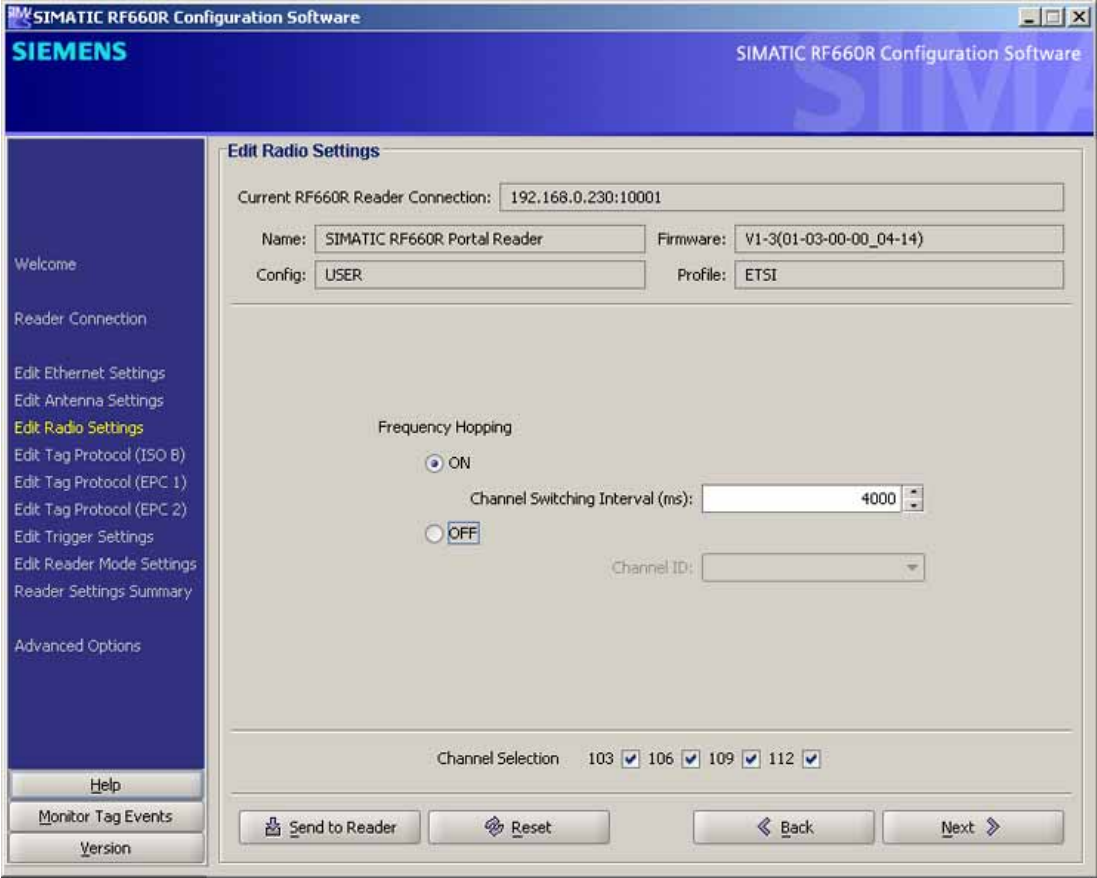 SIMATIC RF660R Configuration Software
SIEMENS
SIMATIC RF660R Configuration Software
Edit Radio Settings
Current RF660R Reader Connection: 192.168.0.230:10001
Name: SIMATIC RF660R Portal Reader Firmware: V1-3(01-03-00-00_04-14)
Config: USER Profile: ETSI
Welcome
Reader Connection
Edit Ethernet Settings
Edit Antenna Settings
Edit Radio Settings
Edit Tag Protocol (ISO B)
Edit Tag Protocol (EPC 1)
Edit Tag Protocol (EPC 2)
Edit Trigger Settings
Edit Reader Mode Settings
Reader Settings Summary
Advanced Options
Frequency Hopping
ON
Channel Switching Interval (ms): 4000
OFF
Channel ID:
Channel Selection 103 106 109 112
Help
Monitor Tag Events
Version
Send to Reader Reset Back Next